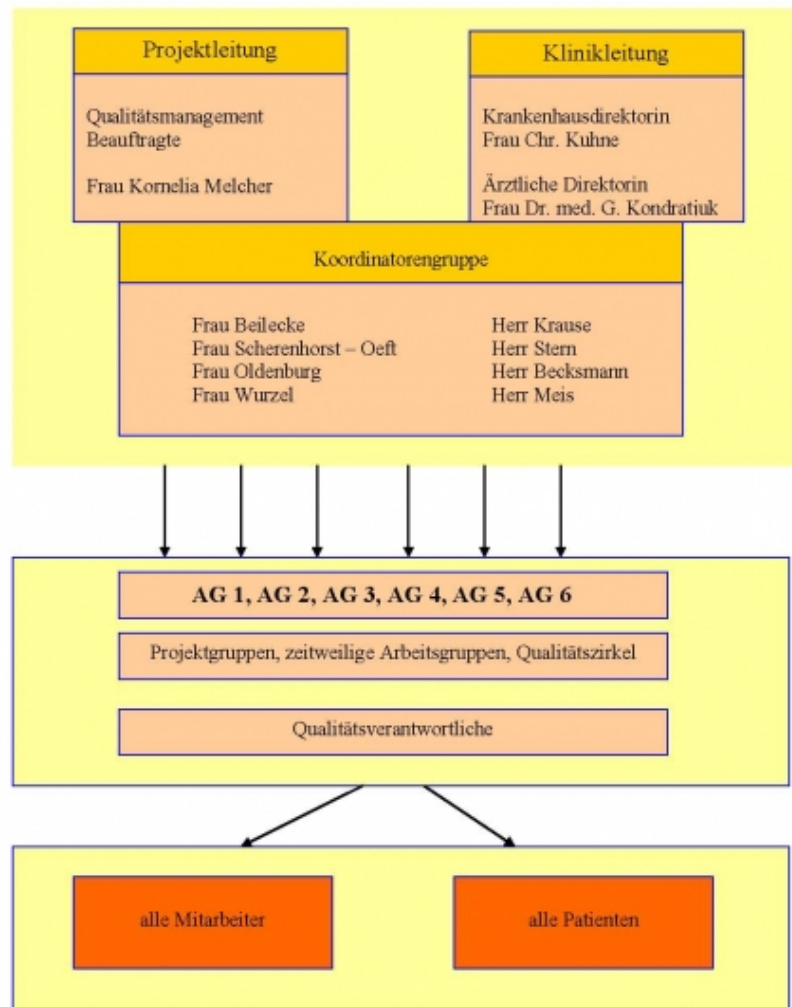 Projektleitung
Qualitätsmanagement
Beauftragte
Frau Kornelia Melcher
Klinikleitung
Krankenhausdirektorin
Frau Chr. Kuhne
Ärztliche Direktorin
Frau Dr. med. G. Kondratjuk
Koordinatorengruppe
Frau Beilecke
Frau Scherenhorst – Oeft
Frau Oldenburg
Frau Wurzel
Herr Krause
Herr Stern
Herr Becksmann
Herr Meis
AG 1, AG 2, AG 3, AG 4, AG 5, AG 6
Projektgruppen, zeitweilige Arbeitsgruppen, Qualitätszirkel
Qualitätsverantwortliche
alle Mitarbeiter
alle Patienten